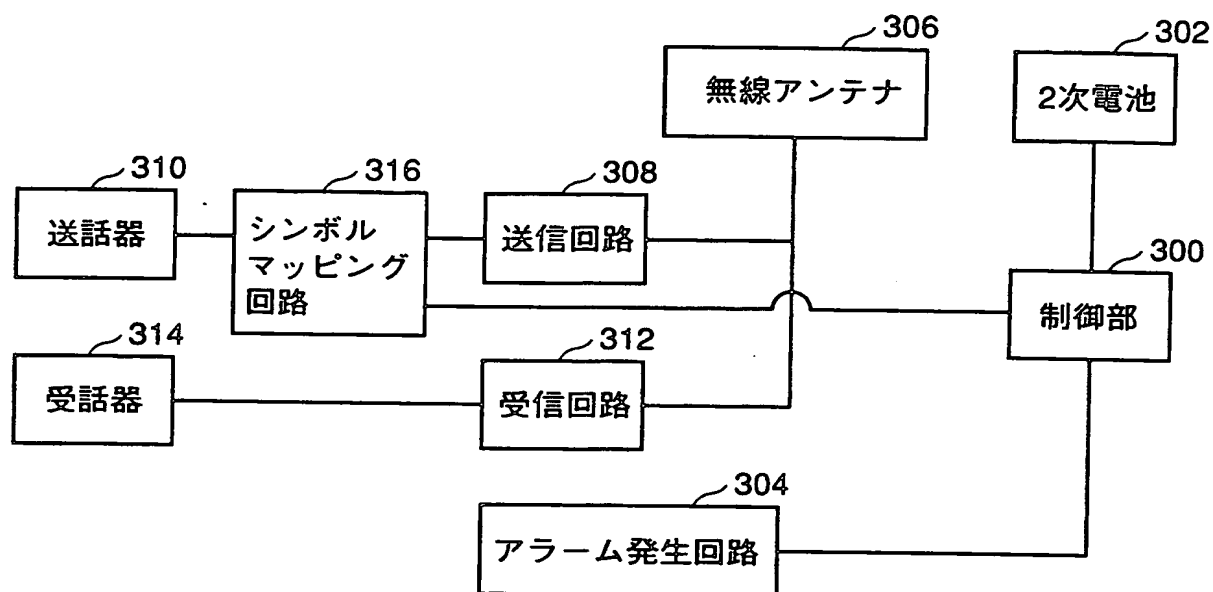 306
無線アンテナ
302
2次電池
310
送話器
316
シンボル
マッピング
回路
308
送信回路
300
制御部
314
受話器
312
受信回路
304
アラーム発生回路